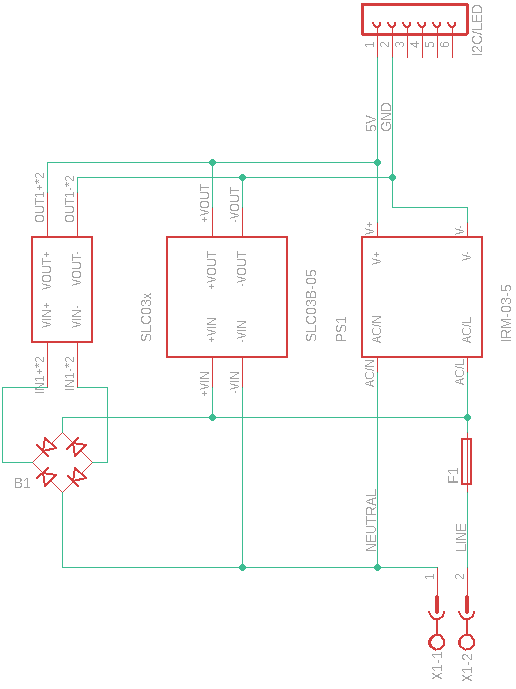 I2C/LED
1
2
3
4
5
6
5V
GND
OUT1+*2
OUT1-*2
+VOUT
-VOUT
V+
V-
VOUT+
VOUT-
+VOUT
-VOUT
V+
V-
VIN+
VIN-
+VIN
-VIN
AC/N
AC/L
SLC03x
SLC03B-05
PS1
IRM-03-5
IN1+*2
IN1-*2
+VIN
-VIN
AC/N
AC/L
B1
F1
NEUTRAL
LINE
1
2
X1-1
X1-2